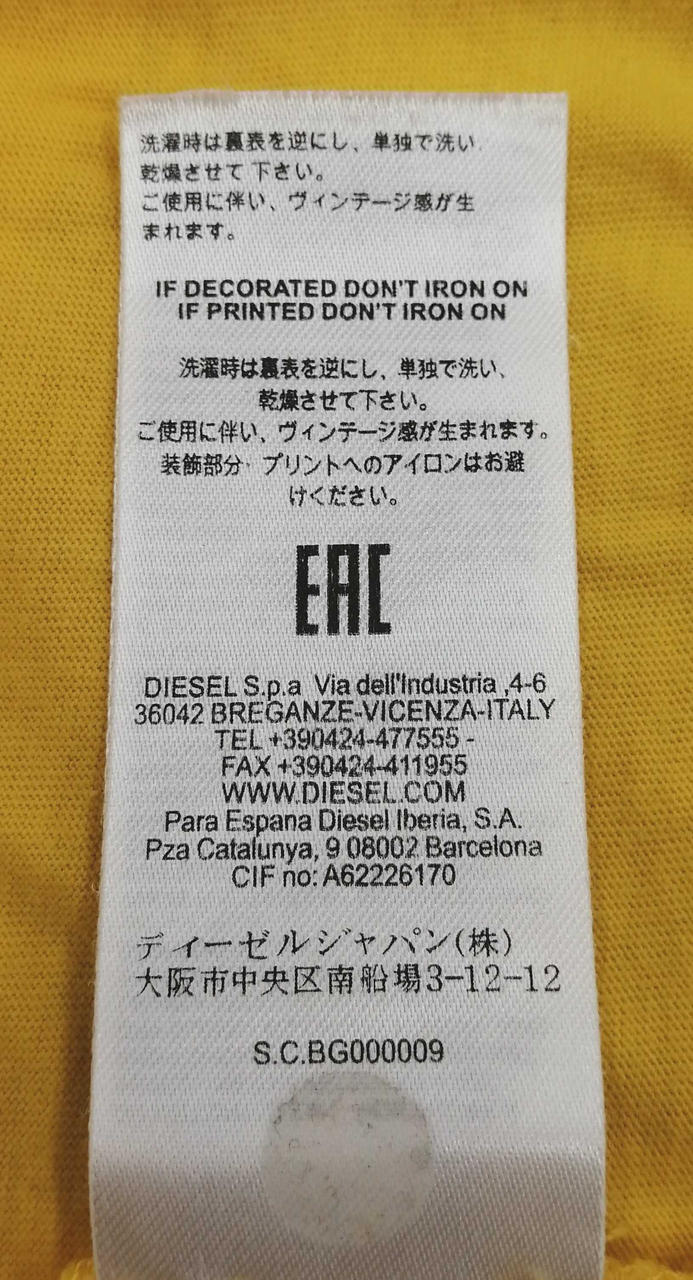 洗濯時は裏表を逆にし、単独で洗い
乾燥させて 下さい。
ご使用に伴い、ヴィンテージ感が生
まれます。
IF DECORATED DON'T IRON ON
IF PRINTED DON'T IRON ON
洗濯時は裏表を逆にし、単独で洗い、
乾燥させて下さい。
ご使用に伴い、ヴィンテージ感が生まれます。
装飾部分・プリントへのアイロンはお避
けください。
EAC
DIESEL S.p.a Via dell'Industria ,4-6
36042 BREGANZE-VICENZA-ITALY
TEL +390424-477555 -
FAX +390424-411955
WWW.DIESEL.COM
Para Espana Diesel Iberia, S.A.
Pza Catalunya, 9 08002 Barcelona
CIF no: A62226170
ディーゼルジャパン(株)
大阪市中央区南船場3-12-12
S.C.BG000009